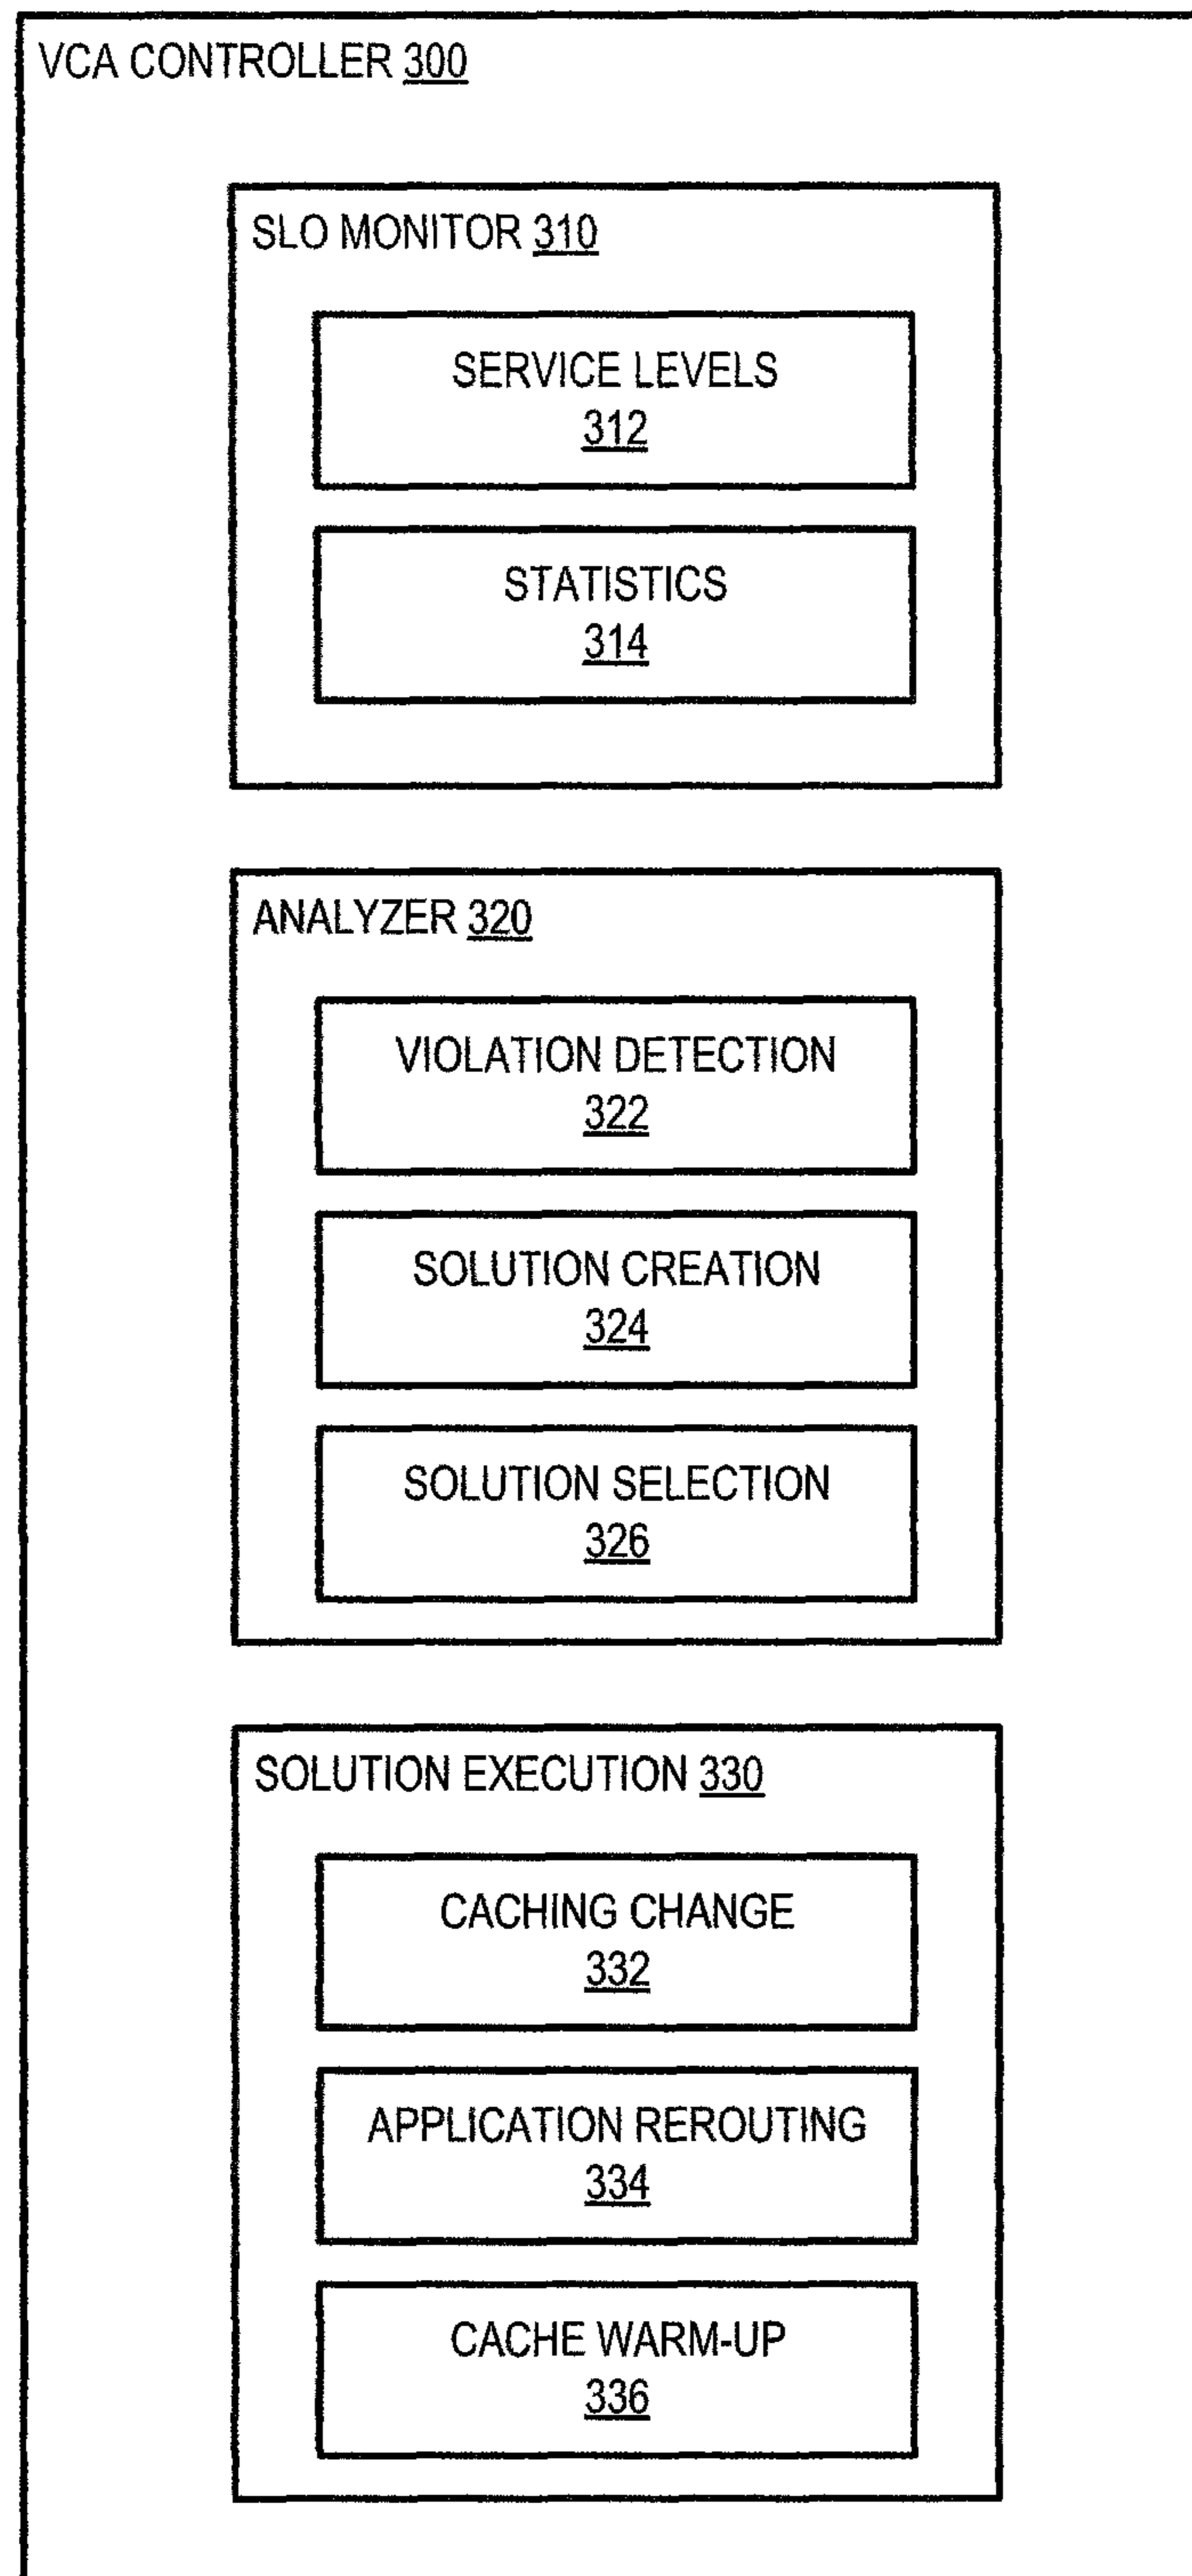 VCA CONTROLLER 300
SLO MONITOR 310
SERVICE LEVELS
312
STATISTICS
314
ANALYZER 320
VIOLATION DETECTION
322
SOLUTION CREATION
324
SOLUTION SELECTION
326
SOLUTION EXECUTION 330
CACHING CHANGE
332
APPLICATION REROUTING
334
CACHE WARM-UP
336